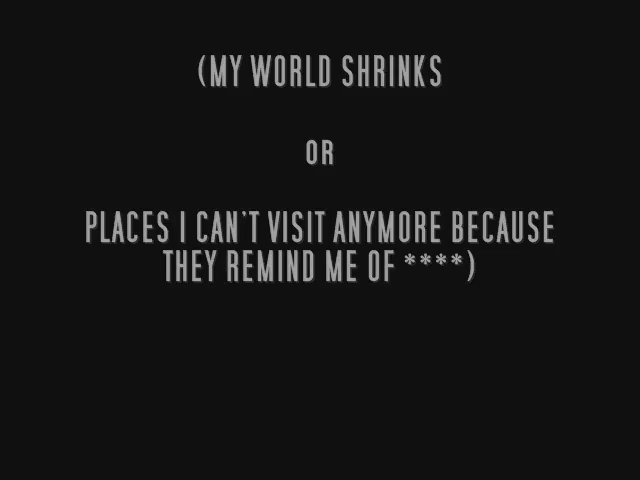 (MY WORLD SHRINKS
OR
PLACES I CAN'T VISIT ANYMORE BECAUSE
THEY REMIND ME OF ****)